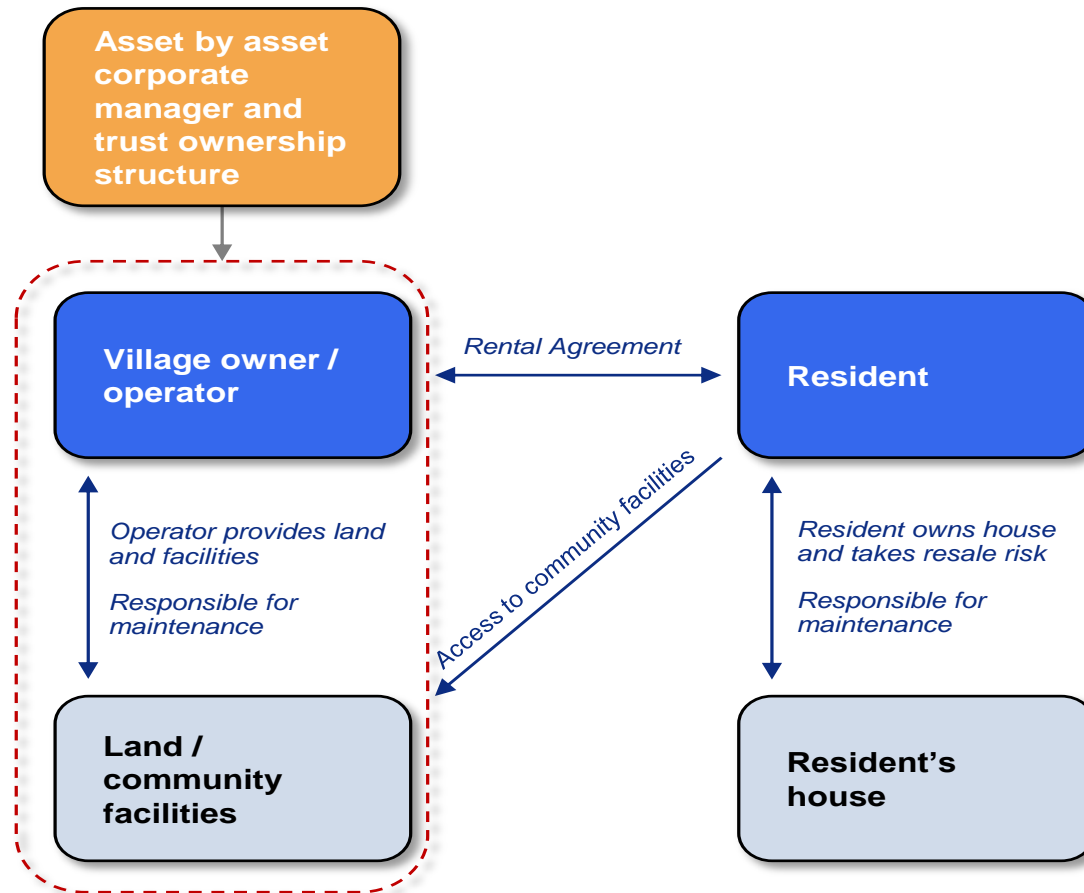 Asset by asset
corporate
manager and
trust ownership
structure
Village owner /
operator
Rental Agreement
Resident
Operator provides land
and facilities
Responsible for
maintenance
Access to community facilities
Resident owns house
and takes resale risk
Responsible for
maintenance
Land /
community
facilities
Resident’s
house